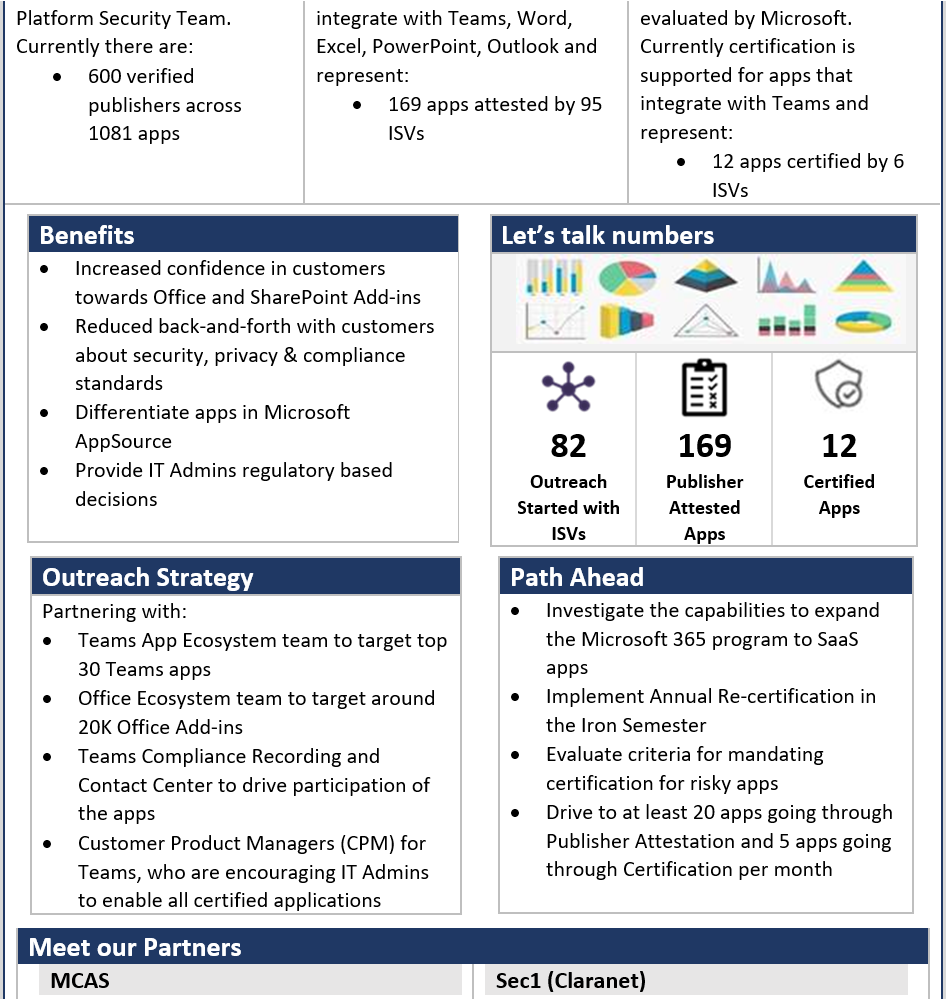 Platform Security Team.
Currently there are:
• 600 verified
publishers across
1081 apps
integrate with Teams, Word,
Excel, PowerPoint, Outlook and
represent:
• 169 apps attested by 95
ISVs
evaluated by Microsoft.
Currently certification is
supported for apps that
integrate with Teams and
represent:
• 12 apps certified by 6
ISVs
Benefits
• Increased confidence in customers
towards Office and SharePoint Add-ins
• Reduced back-and-forth with customers
about security, privacy & compliance
standards
• Differentiate apps in Microsoft
AppSource
• Provide IT Admins regulatory based
decisions
Let’s talk numbers
82
Outreach
Started with
ISVs
169
Publisher
Attested
Apps
12
Certified
Apps
Outreach Strategy
Partnering with:
• Teams App Ecosystem team to target top
30 Teams apps
• Office Ecosystem team to target around
20K Office Add-ins
• Teams Compliance Recording and
Contact Center to drive participation of
the apps
• Customer Product Managers (CPM) for
Teams, who are encouraging IT Admins
to enable all certified applications
Path Ahead
• Investigate the capabilities to expand
the Microsoft 365 program to SaaS
apps
• Implement Annual Re-certification in
the Iron Semester
• Evaluate criteria for mandating
certification for risky apps
• Drive to at least 20 apps going through
Publisher Attestation and 5 apps going
through Certification per month
Meet our Partners
MCAS
Sec1 (Claranet)